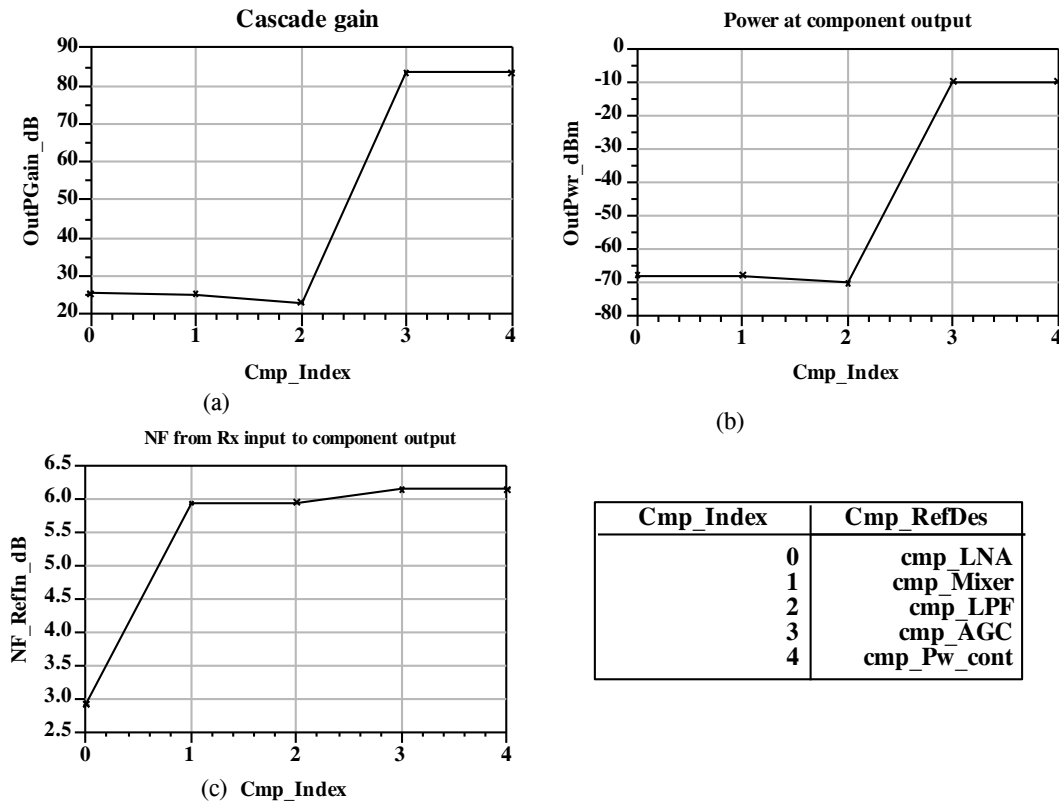 Cascade gain
OutPGain_dB
90
80
70
60
50
40
30
20
0 1 2 3 4
Cmp_Index
(a)
Power at component output
OutPwr_dBm
0
-10
-20
-30
-40
-50
-60
-70
-80
0 1 2 3 4
Cmp_Index
(b)
NF from Rx input to component output
NF_RefIn_dB
6.5
6.0
5.5
5.0
4.5
4.0
3.5
3.0
2.5
0 1 2 3 4
(c) Cmp_Index
Cmp_Index Cmp_RefDes
0 cmp_LNA
1 cmp_Mixer
2 cmp_LPF
3 cmp_AGC
4 cmp_Pw_cont